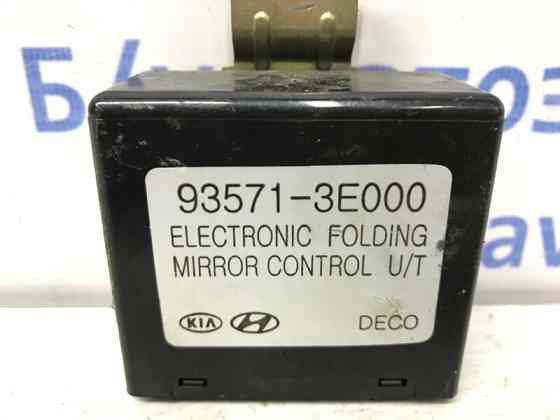 93571-3E000
ELECTRONIC FOLDING
MIRROR CONTROL U/T
KIA DECO